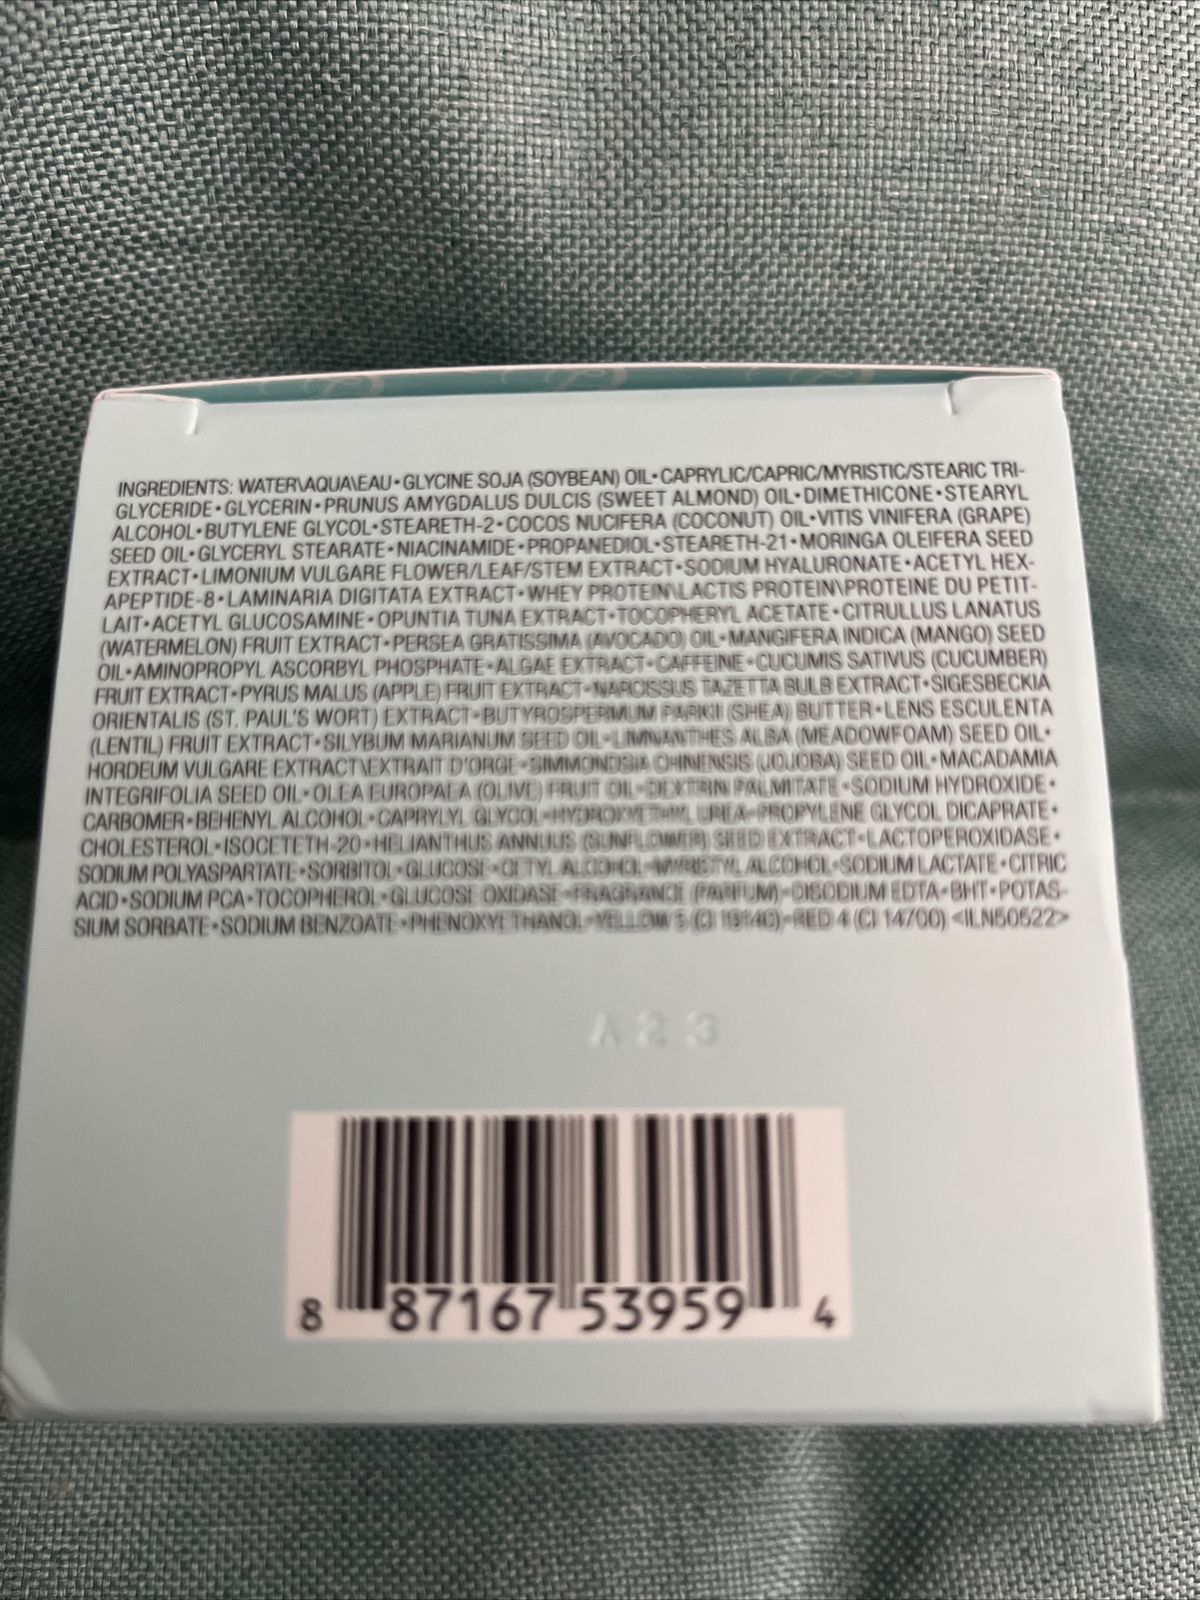 INGREDIENTS: WATER\AQUA\EAU•GLYCINE SOJA (SOYBEAN) OIL•CAPRYLIC/CAPRIC/MYRISTIC/STEARIC TRI-
GLYCERIDE•GLYCERIN•PRUNUS AMYGDALUS DULCIS (SWEET ALMOND) OIL•DIMETHICONE•STEARYL
ALCOHOL•BUTYLENE GLYCOL•STEARETH-2•COCOS NUCIFERA (COCONUT) OIL•VITIS VINIFERA (GRAPE)
SEED OIL•GLYCERYL STEARATE•NIACINAMIDE•PROPANEDIOL•STEARETH-21•MORINGA OLEIFERA SEED
EXTRACT•LIMONIUM VULGARE FLOWER/LEAF/STEM EXTRACT•SODIUM HYALURONATE•ACETYL HEX-
APEPTIDE-8•LAMINARIA DIGITATA EXTRACT•WHEY PROTEIN\LACTIS PROTEIN\PROTEINE DU PETIT-
LAIT•ACETYL GLUCOSAMINE•OPUNTIA TUNA EXTRACT•TOCOPHERYL ACETATE•CITRULLUS LANATUS
(WATERMELON) FRUIT EXTRACT•PERSEA GRATISSIMA (AVOCADO) OIL•MANGIFERA INDICA (MANGO) SEED
OIL•AMINOPROPYL ASCORBYL PHOSPHATE•ALGAE EXTRACT•CAFFEINE•CUCUMIS SATIVUS (CUCUMBER)
FRUIT EXTRACT•PYRUS MALUS (APPLE) FRUIT EXTRACT•NARCISSUS TAZETTA BULB EXTRACT•SIGESBECKIA
ORIENTALIS (ST. PAUL'S WORT) EXTRACT•BUTYROSPERMUM PARKII (SHEA) BUTTER•LENS ESCULENTA
(LENTIL) FRUIT EXTRACT•SILYBUM MARIANUM SEED OIL•LIMNANTHES ALBA (MEADOWFOAM) SEED OIL•
HORDEUM VULGARE EXTRACT\EXTRAIT D'ORGE•SIMMONDSIA CHINENSIS (JOJOBA) SEED OIL•MACADAMIA
INTEGRIFOLIA SEED OIL•OLEA EUROPAEA (OLIVE) FRUIT OIL•DEXTRIN PALMITATE•SODIUM HYDROXIDE•
CARBOMER•BEHENYL ALCOHOL•CAPRYLYL GLYCOL•HYDROXYETHYL UREA•PROPYLENE GLYCOL DICAPRATE•
CHOLESTEROL•ISOCETETH-20•HELIANTHUS ANNUUS (SUNFLOWER) SEED EXTRACT•LACTOPEROXIDASE•
SODIUM POLYASPARTATE•SORBITOL•GLUCOSE•CETYL ALCOHOL•MYRISTYL ALCOHOL•SODIUM LACTATE•CITRIC
ACID•SODIUM PCA•TOCOPHEROL•GLUCOSE OXIDASE•FRAGRANCE (PARFUM)•DISODIUM EDTA•BHT•POTAS-
SIUM SORBATE•SODIUM BENZOATE•PHENOXYETHANOL•YELLOW 5 (CI 19140)•RED 4 (CI 14700) <ILN50522>
A23
8 87167 53959 4